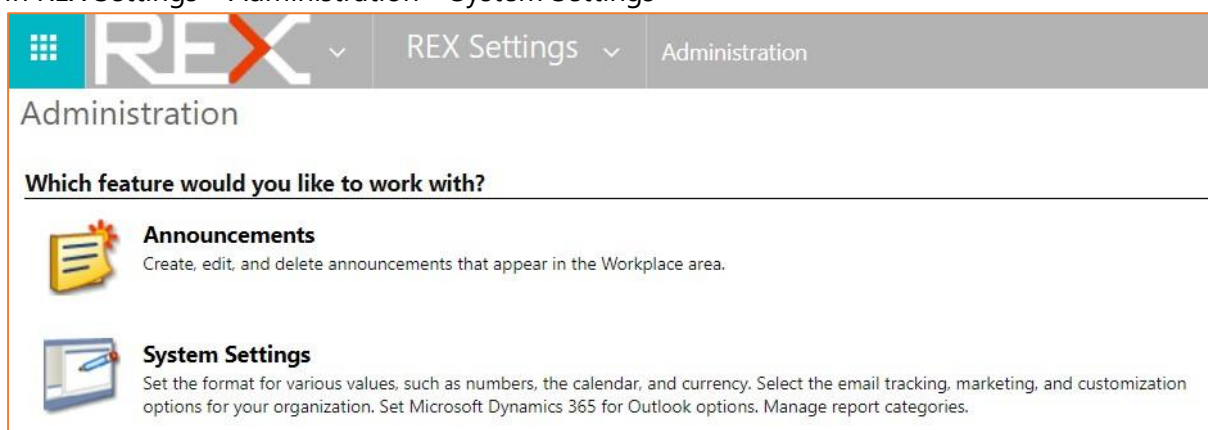 in REX Settings – Administration – System Settings
REX REX Settings Administration
Administration
Which feature would you like to work with?
Announcements
Create, edit, and delete announcements that appear in the Workplace area.
System Settings
Set the format for various values, such as numbers, the calendar, and currency. Select the email tracking, marketing, and customization
options for your organization. Set Microsoft Dynamics 365 for Outlook options. Manage report categories.